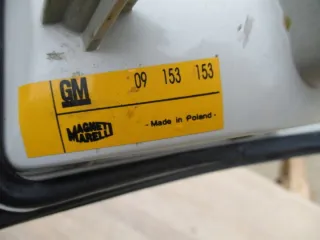 GM 09 153 153
MAGNETI MARELLI - Made in Poland -